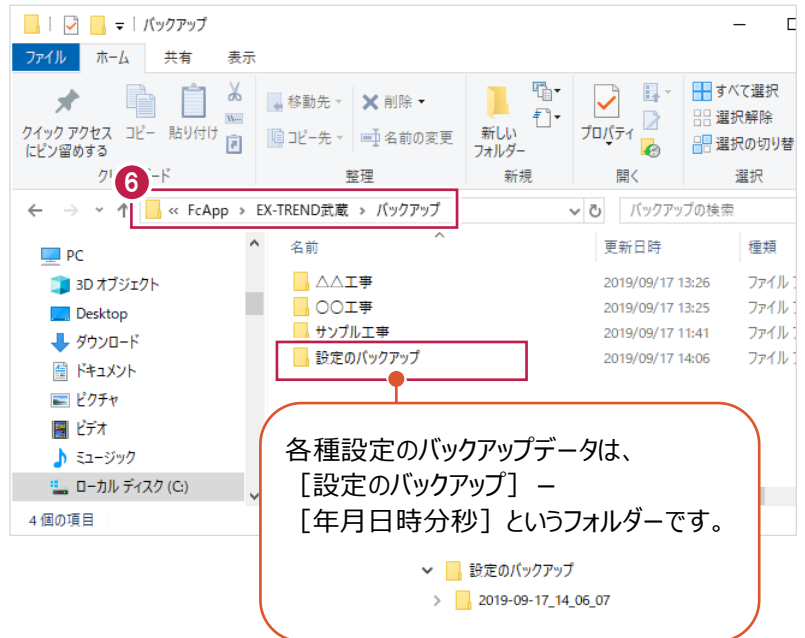 バックアップ
ファイル ホーム 共有 表示
クイック アクセス
にピン留めする
コピー 貼り付け
移動先 削除
コピー先 名前の変更
新しい
フォルダー
プロパティ
すべて選択
選択解除
選択の切り替
整理 新規 開く 選択
6
« FcApp › EX-TREND武蔵 › バックアップ
バックアップの検索
名前 更新日時 種類
PC
3D オブジェクト
Desktop
ダウンロード
ドキュメント
ピクチャ
ビデオ
ミュージック
ローカル ディスク (C:)
△△工事 2019/09/17 13:26 ファイル
〇〇工事 2019/09/17 13:25 ファイル
サンプル工事 2019/09/17 11:41 ファイル
設定のバックアップ 2019/09/17 14:06 ファイル
4 個の項目
各種設定のバックアップデータは、
［設定のバックアップ］－
［年月日時分秒］というフォルダーです。
設定のバックアップ
2019-09-17_14_06_07